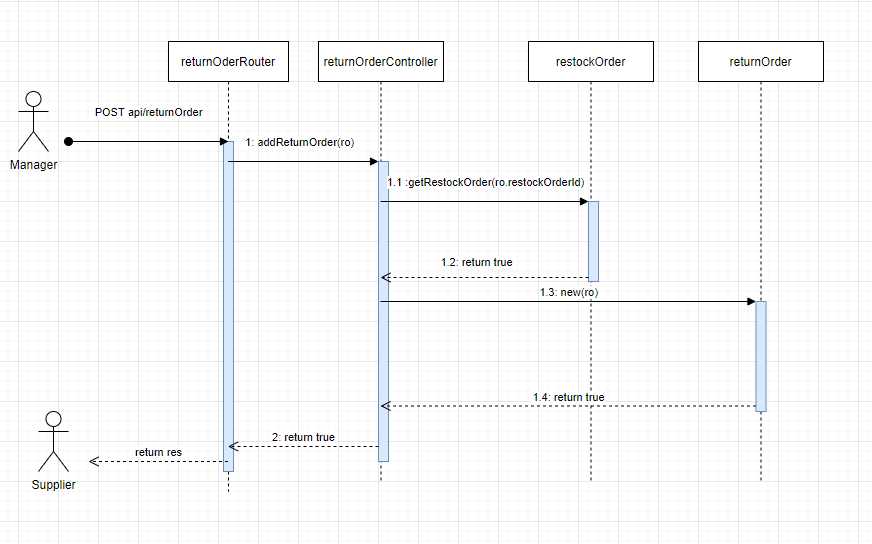 returnOderRouter
returnOrderController
restockOrder
returnOrder
POST api/returnOrder
1: addReturnOrder(ro)
Manager
1.1 :getRestockOrder(ro.restockOrderId)
1.2: return true
1.3: new(ro)
1.4: return true
2: return true
return res
Supplier